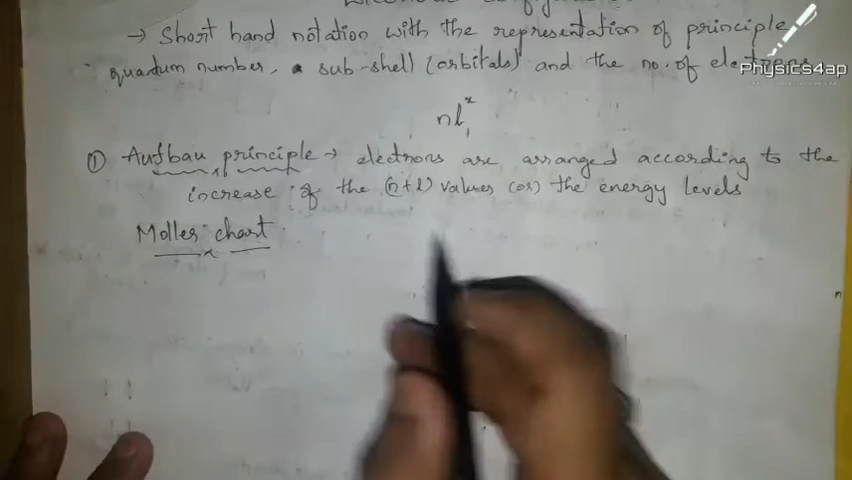 → Short hand notation with the representation of principle
quantum number, sub-shell (orbitals) and the no. of electrons
Physics4ap
nlˣ
① Aufbau principle → electrons are arranged according to the
increase of the (n+l) values (or) the energy levels
Moller chart